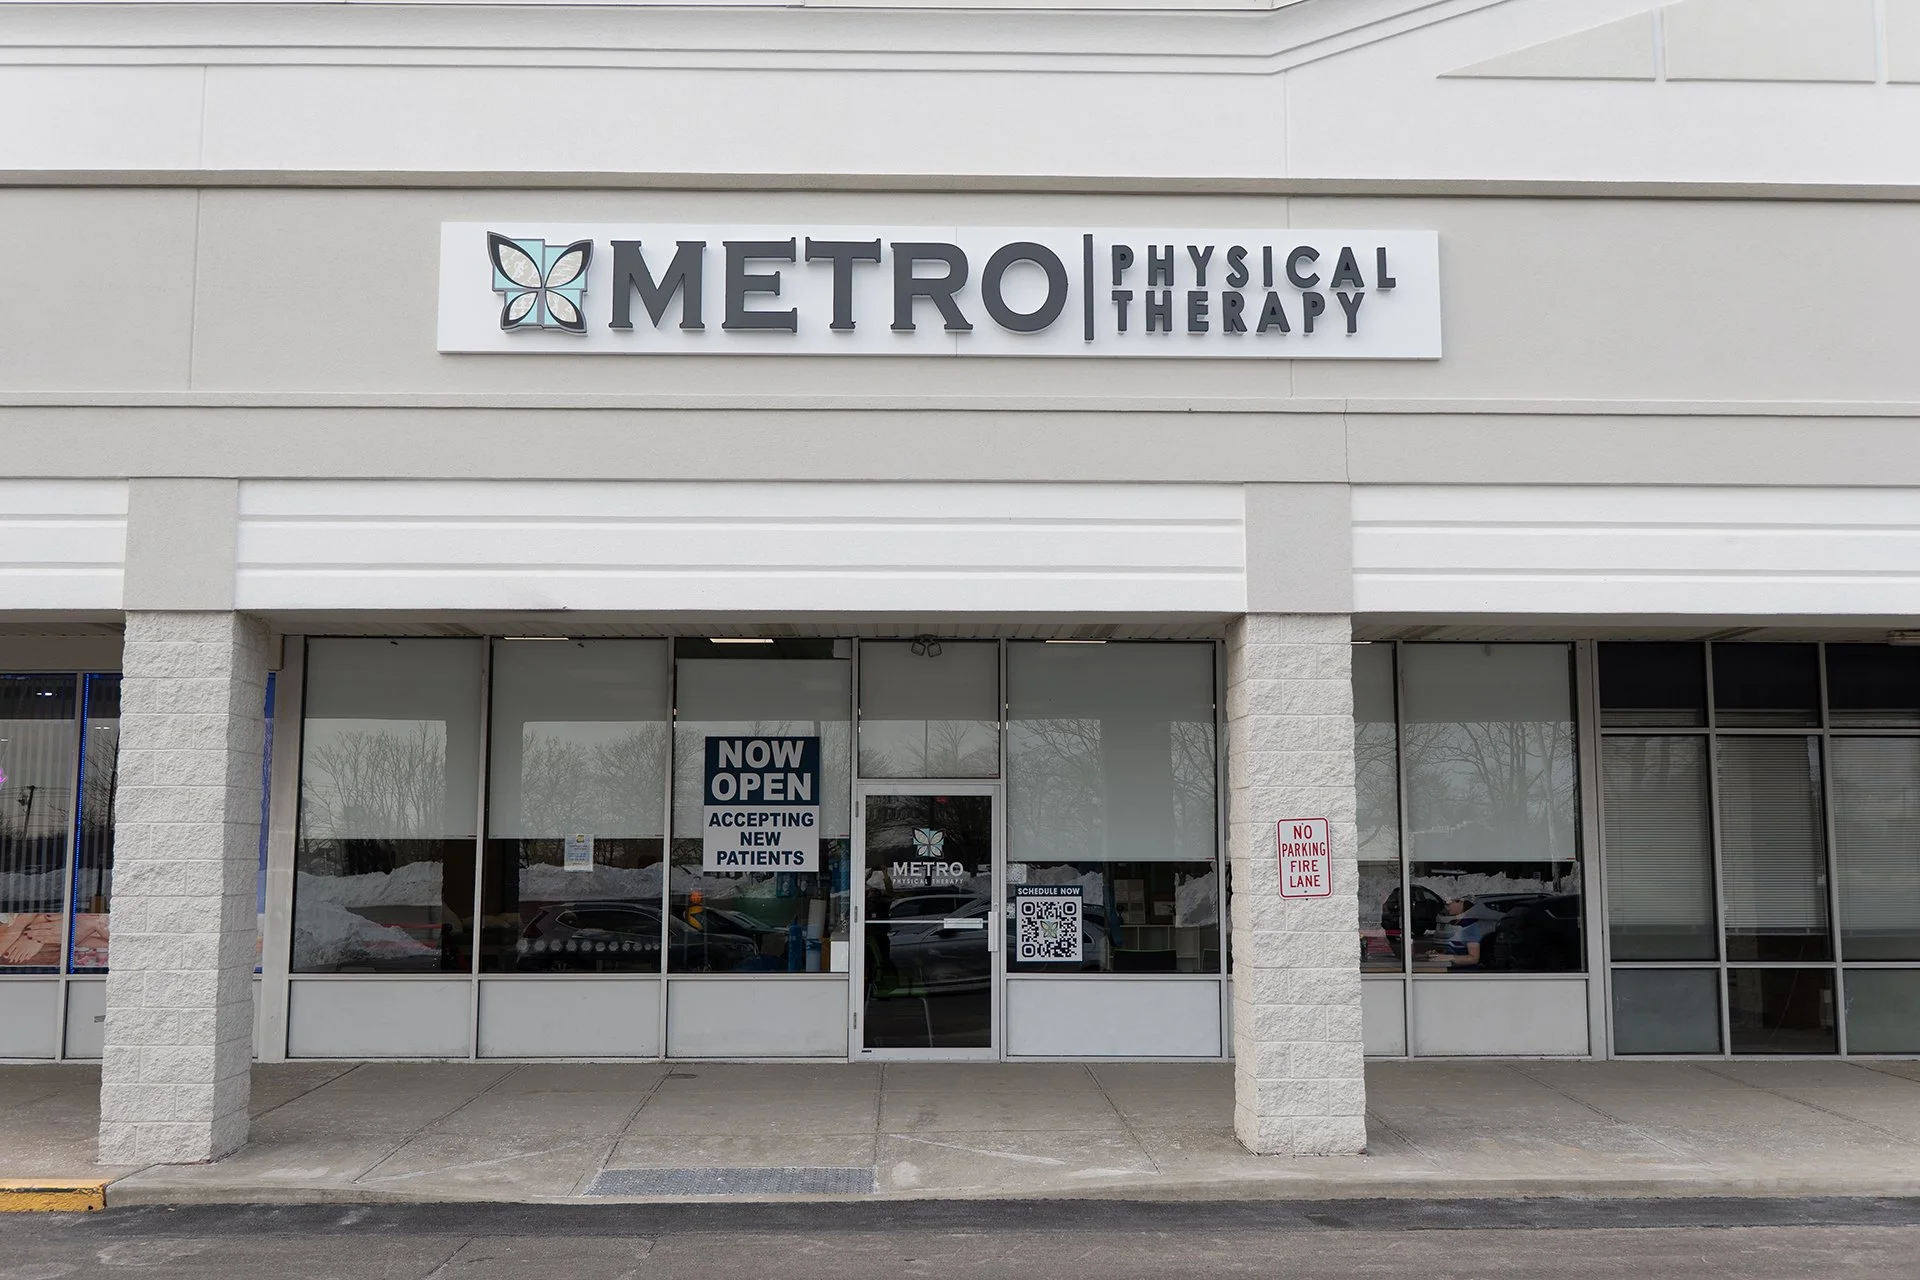 METRO
PHYSICAL
THERAPY
NOW
OPEN
ACCEPTING
NEW
PATIENTS
METRO
PHYSICAL THERAPY
SCHEDULE NOW
NO
PARKING
FIRE
LANE